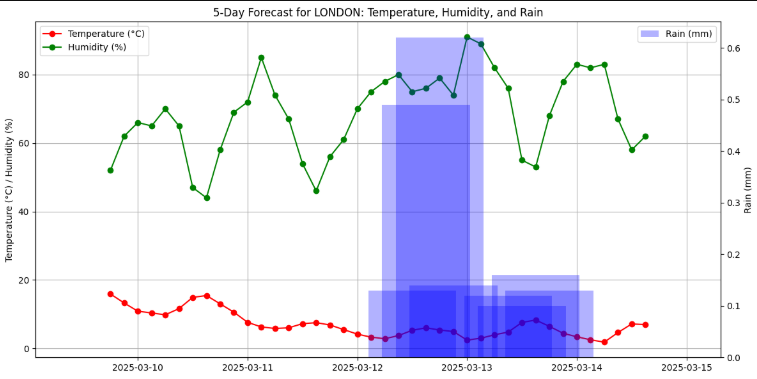 5-Day Forecast for LONDON: Temperature, Humidity, and Rain
Temperature (°C)
Humidity (%)
Rain (mm)
Temperature (°C) / Humidity (%)
80
60
40
20
0
Rain (mm)
0.6
0.5
0.4
0.3
0.2
0.1
0.0
2025-03-10 2025-03-11 2025-03-12 2025-03-13 2025-03-14 2025-03-15